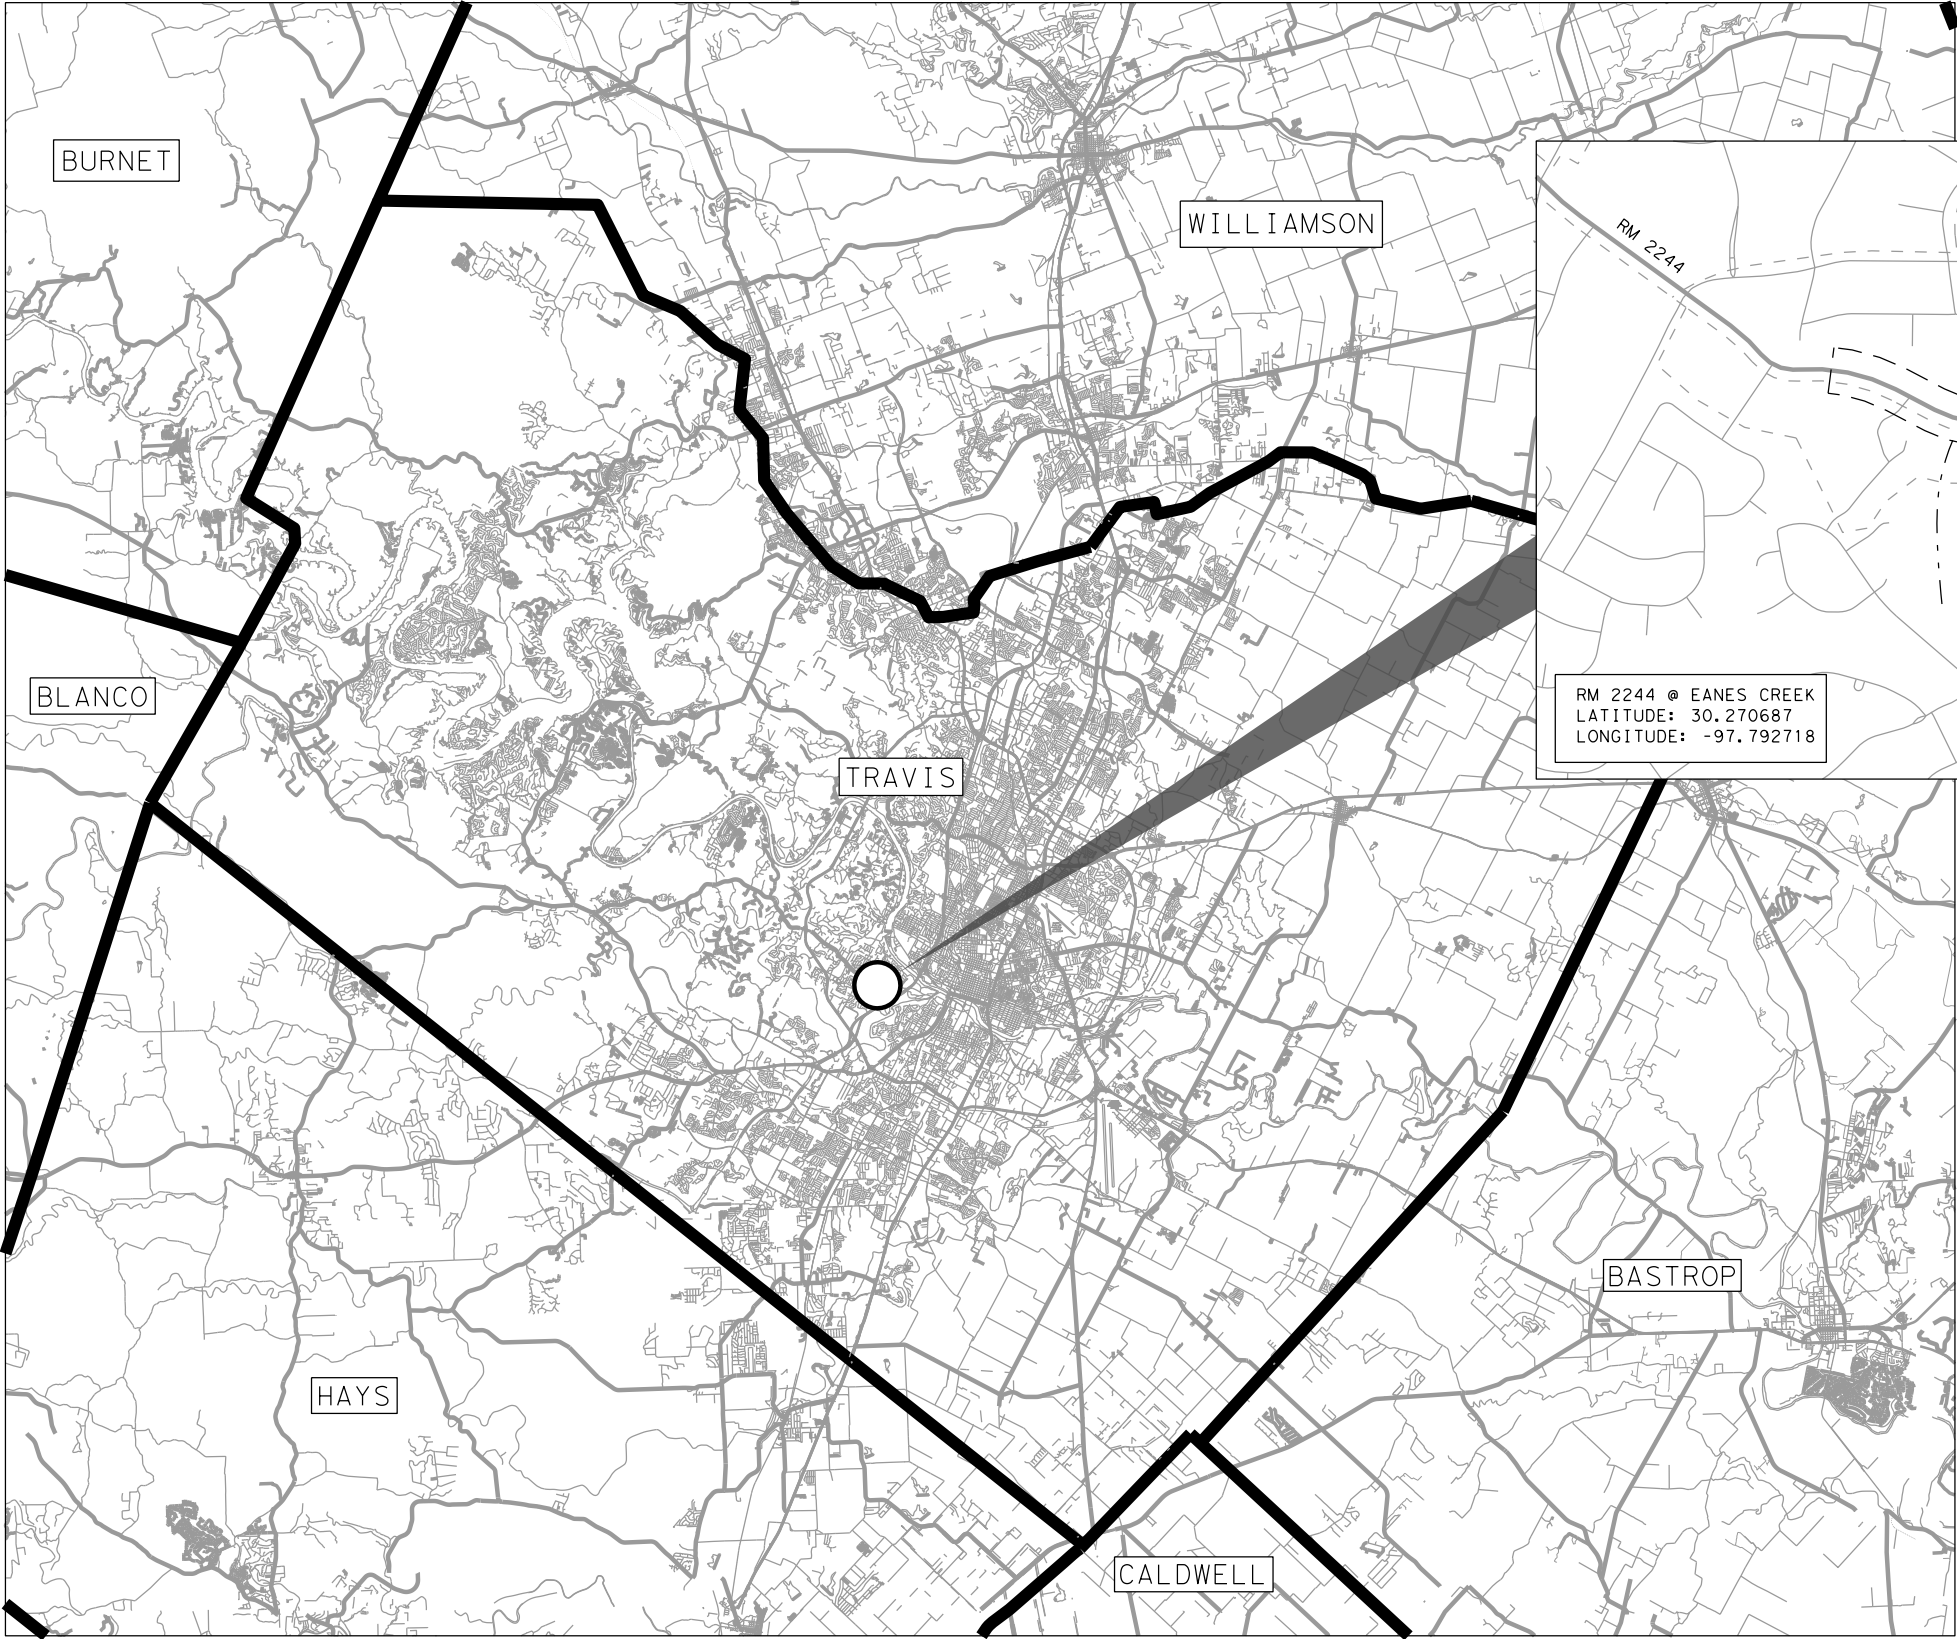 BURNET
WILLIAMSON
RM 2244
BLANCO
RM 2244 @ EANES CREEK
LATITUDE: 30.270687
LONGITUDE: -97.792718
TRAVIS
BASTROP
HAYS
CALDWELL